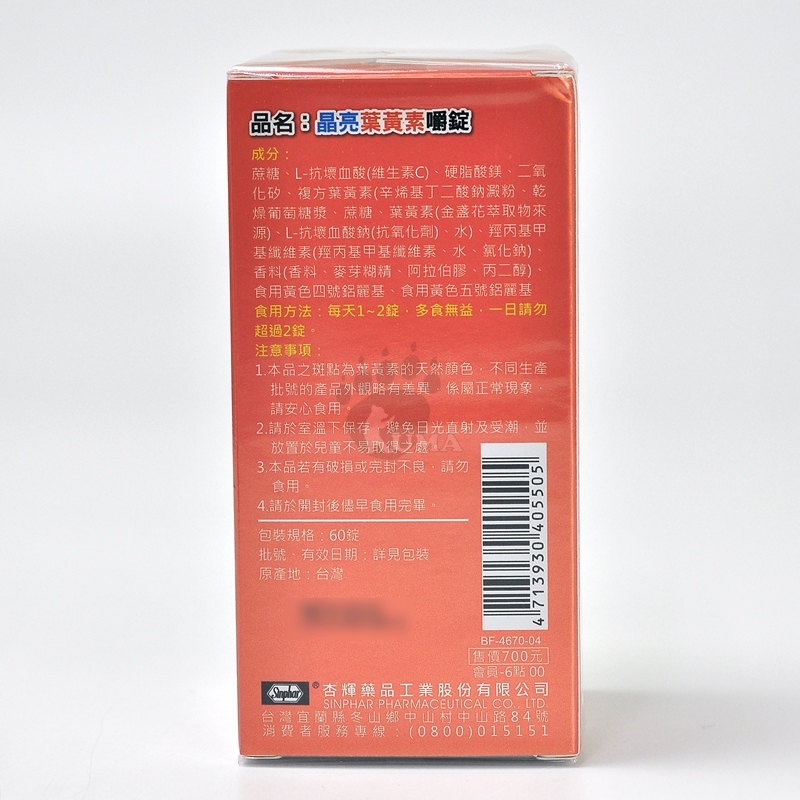 品名：晶亮葉黃素嚼錠
成分：
蔗糖、L-抗壞血酸(維生素C)、硬脂酸鎂、二氧
化矽、複方葉黃素(辛烯基丁二酸鈉澱粉、乾
燥葡萄糖漿、蔗糖、葉黃素(金盞花萃取物來
源)、L-抗壞血酸鈉(抗氧化劑)、水)、羥丙基甲
基纖維素(羥丙基甲基纖維素、水、氯化鈉)、
香料(香料、麥芽糊精、阿拉伯膠、丙二醇)、
食用黃色四號鋁麗基、食用黃色五號鋁麗基
食用方法：每天1~2錠，多食無益，一日請勿
超過2錠。
注意事項：
1.本品之斑點為葉黃素的天然顏色，不同生產
批號的產品外觀略有差異，係屬正常現象，
請安心食用。
2.請於室溫下保存，避免日光直射及受潮，並
放置於兒童不易取得之處。
KUMA
3.本品若有破損或完封不良，請勿
食用。
4.請於開封後儘早食用完畢。
包裝規格：60錠
批號、有效日期：詳見包裝
原產地：台灣
4 713930 405505
BF-4670-04
售價700元
會員-6點00
Sinphar
®杏輝藥品工業股份有限公司
SINPHAR PHARMACEUTICAL CO., LTD.
台灣宜蘭縣冬山鄉中山村中山路84號
消費者服務專線：(0800)015151